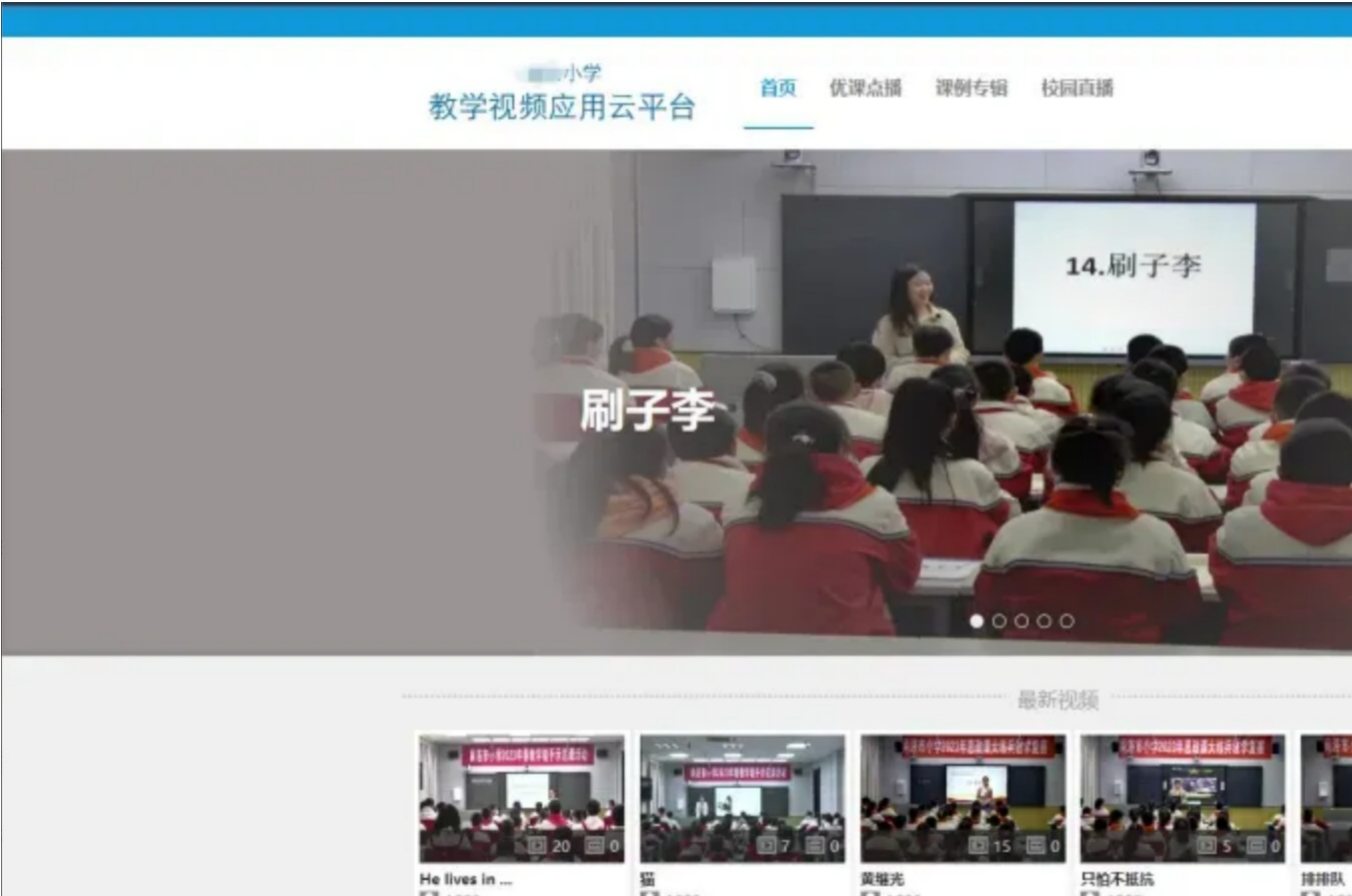 小学
教学视频应用云平台
首页 优课点播 课例专辑 校园直播
14.刷子李
刷子李
最新视频
20 0
7 0
15 0
5 0
He lives in ...
猫
黄继光
只怕不抵抗
排排队